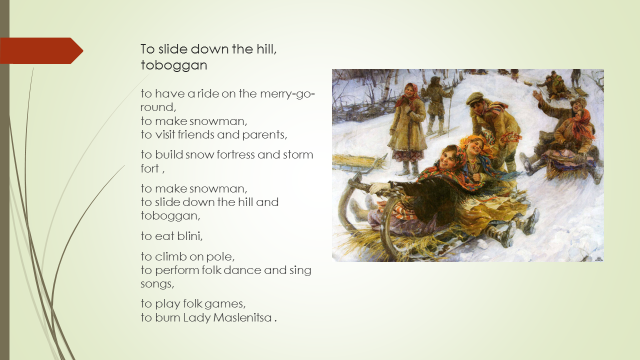 To slide down the hill,
toboggan
to have a ride on the merry-go-
round,
to make snowman,
to visit friends and parents,
to build snow fortress and storm
fort ,
to make snowman,
to slide down the hill and
toboggan,
to eat blini,
to climb on pole,
to perform folk dance and sing
songs,
to play folk games,
to burn Lady Maslenitsa .